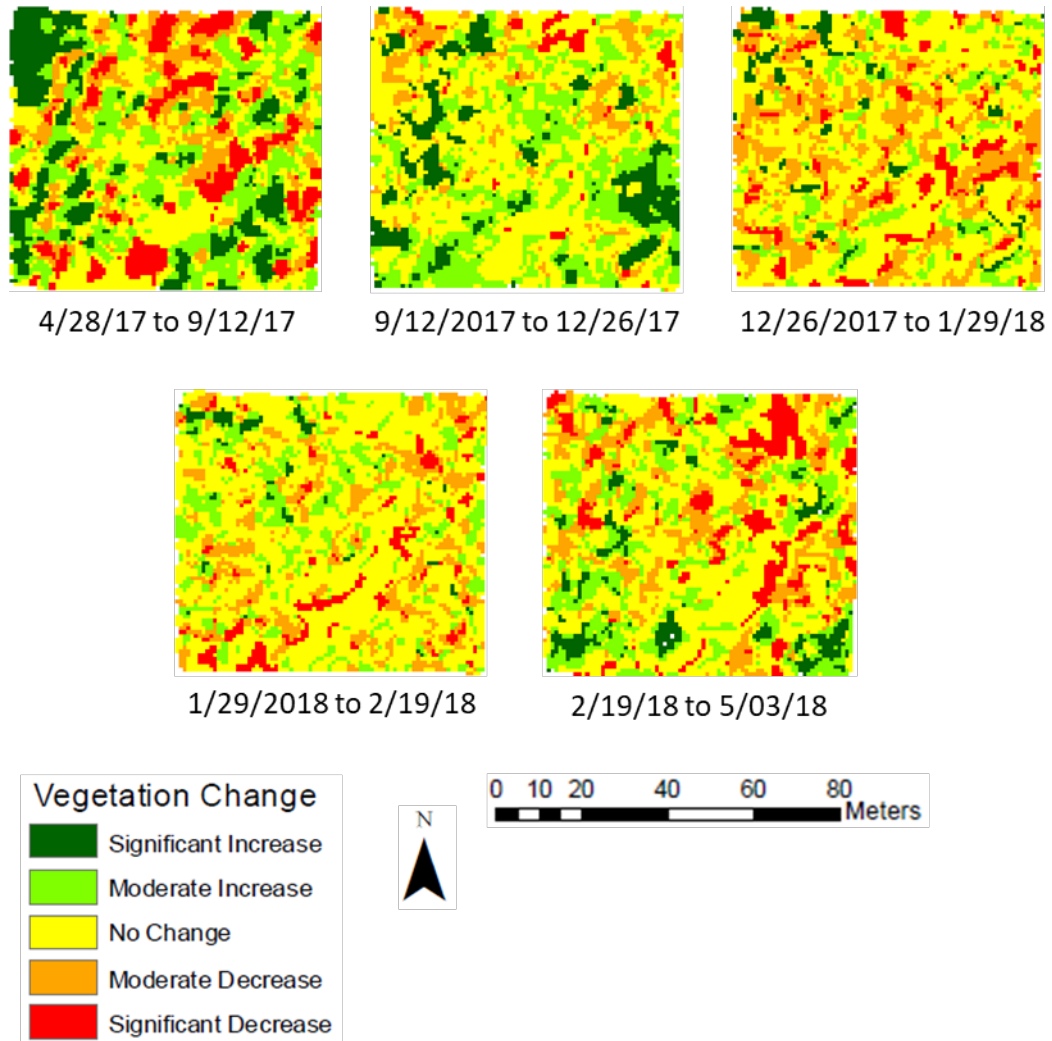 4/28/17 to 9/12/17
9/12/2017 to 12/26/17
12/26/2017 to 1/29/18
1/29/2018 to 2/19/18
2/19/18 to 5/03/18
Vegetation Change
Significant Increase
Moderate Increase
No Change
Moderate Decrease
Significant Decrease
N
0 10 20 40 60 80
Meters